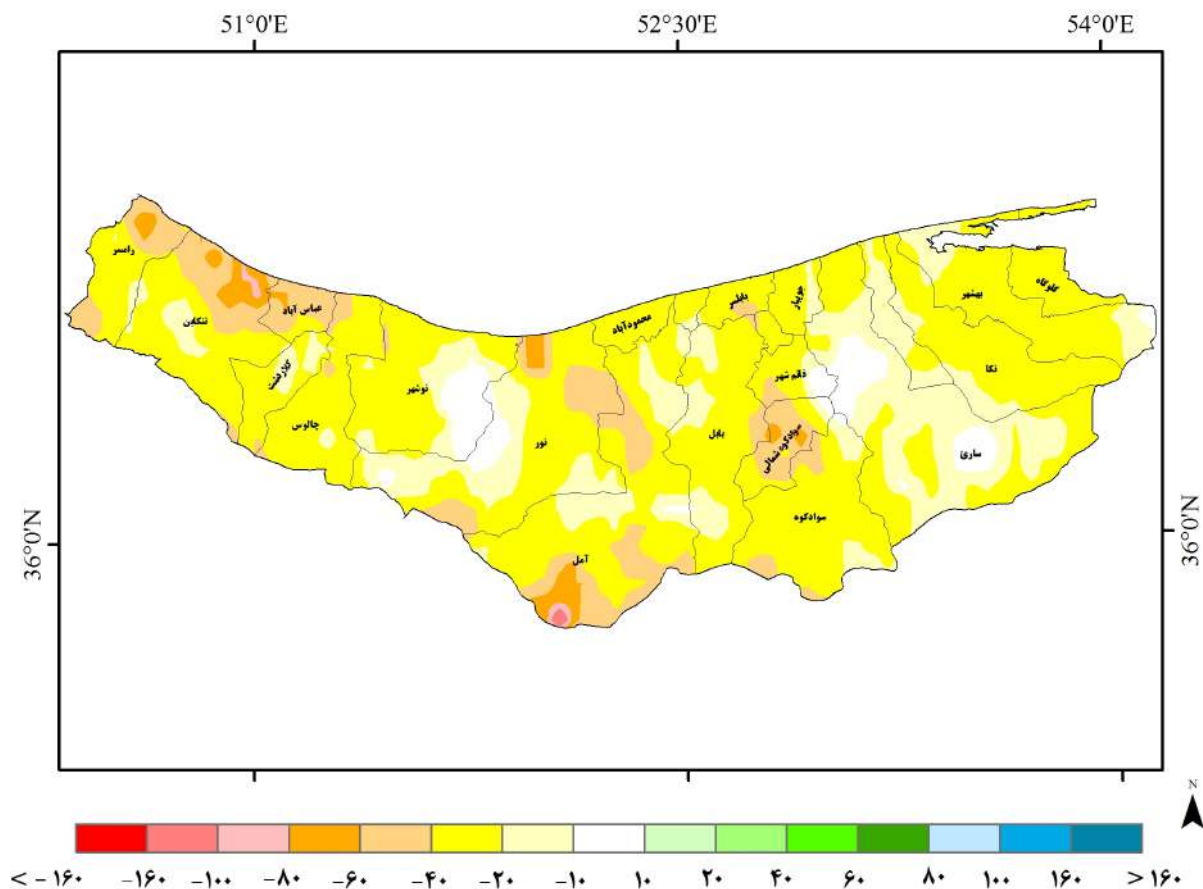 51°0'E 52°30'E 54°0'E
رامسر
تنکابن
عباس آباد
کلاردشت
چالوس
نوشهر
نور
محمودآباد
آمل
بابلسر
بابل
جویبار
قائم شهر
سوادکوه شمالی
سوادکوه
بهشهر
گلوگاه
نکا
ساری
36°0'N 36°0'N
N
< -۱۶۰ -۱۶۰ -۱۰۰ -۸۰ -۶۰ -۴۰ -۲۰ -۱۰ ۱۰ ۲۰ ۴۰ ۶۰ ۸۰ ۱۰۰ ۱۶۰ > ۱۶۰